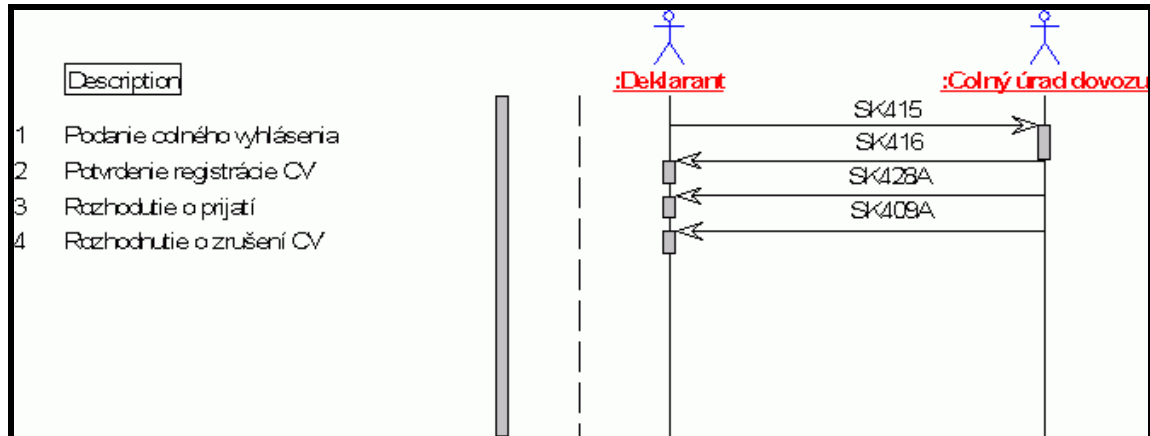 :Deklarant :Colný úrad dovozu
Description
SK415
1 Podanie colného vyhlásenia
SK416
2 Potvrdenie registrácie CV
SK428A
3 Rozhodutie o prijatí
SK409A
4 Rozhodnutie o zrušení CV